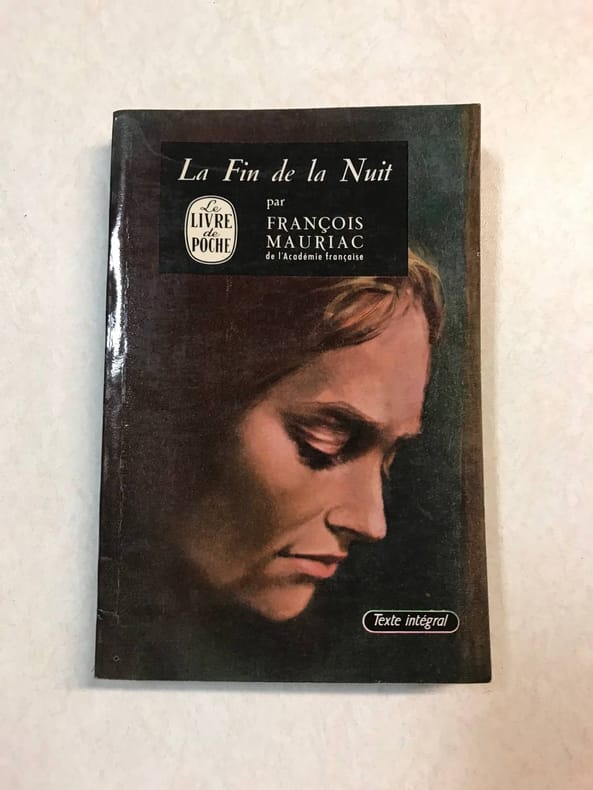 La Fin de la Nuit
Le
LIVRE
de
POCHE
par
FRANÇOIS
MAURIAC
de l'Académie française
Texte intégral